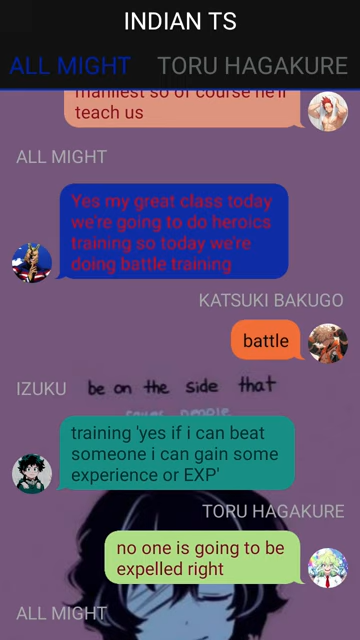 INDIAN TS
ALL MIGHT TORU HAGAKURE
manifest so of course he'll
teach us
ALL MIGHT
Yes my great class today
we're going to do heroics
training so today we're
doing battle training
KATSUKI BAKUGO
battle
IZUKU
be on the side that
saves people
training 'yes if i can beat
someone i can gain some
experience or EXP'
TORU HAGAKURE
no one is going to be
expelled right
ALL MIGHT